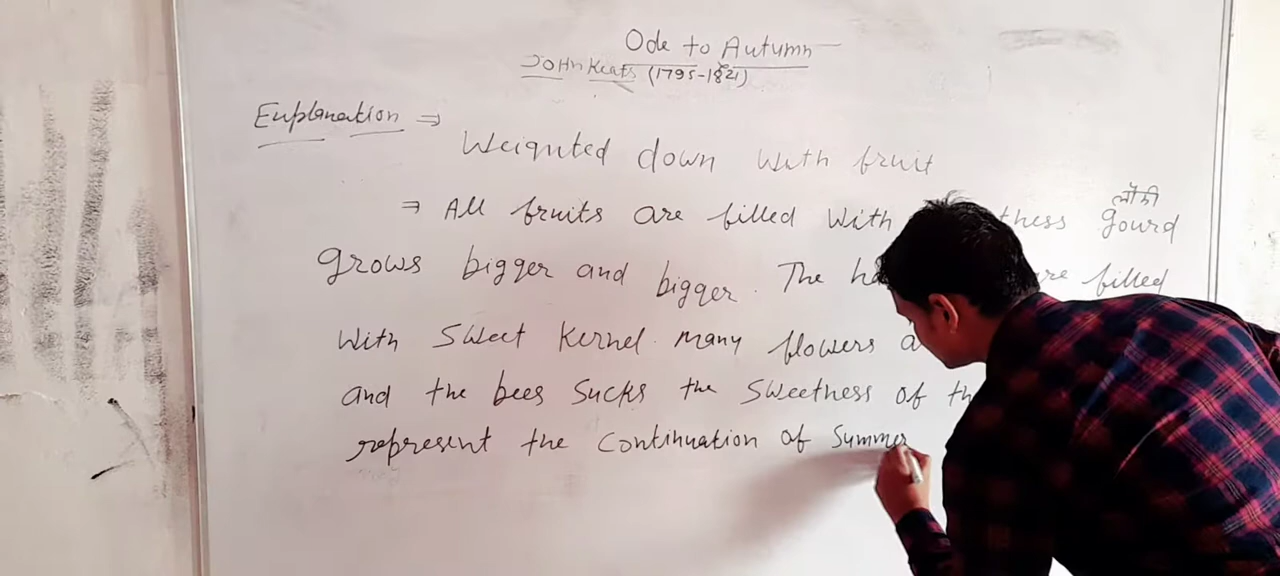 Ode to Autumn
John Keats (1795-1821)
Explanation ⇒
Weighted down with fruit
⇒ All fruits are filled with लौकी gourd
grows bigger and bigger. The are filled
with sweet kernel. many flowers
and the bees sucks the sweetness of
represent the continuation of Summer